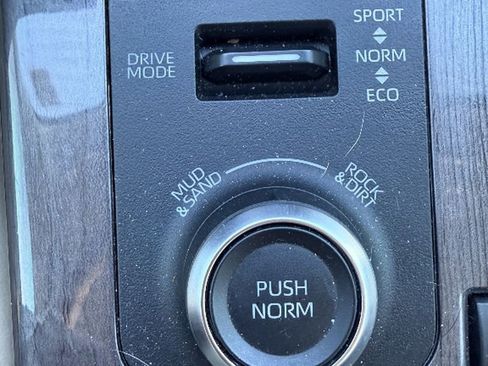 DRIVE
MODE
SPORT
NORM
ECO
MUD
& SAND
ROCK
& DIRT
PUSH
NORM